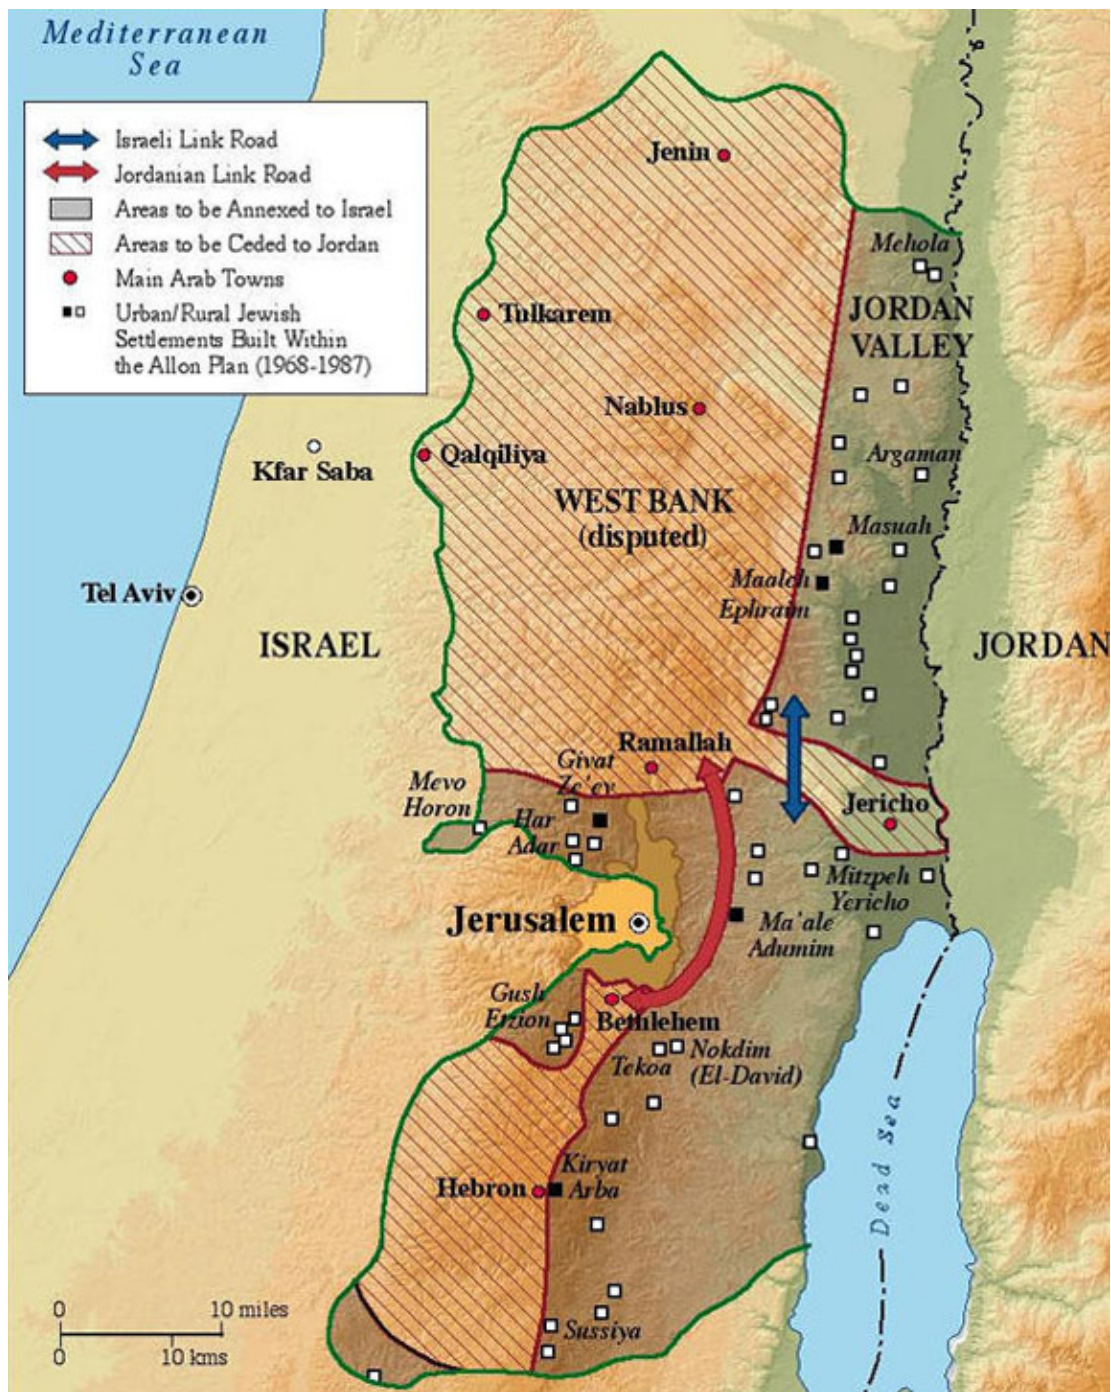 Mediterranean
Sea
Israeli Link Road
Jordanian Link Road
Areas to be Annexed to Israel
Areas to be Ceded to Jordan
Main Arab Towns
Urban/Rural Jewish
Settlements Built Within
the Allon Plan (1968-1987)
Jenin
Mehola
JORDAN
VALLEY
Tulkarem
Nablus
Kfar Saba
Qalqiliya
Argaman
WEST BANK
(disputed)
Masuah
Maaleh
Ephraim
Tel Aviv
ISRAEL
JORDAN
Ramallah
Givat
Ze'ev
Mevo
Horon
Har
Adar
Jericho
Mitzpeh
Yericho
Jerusalem
Ma'ale
Adumim
Gush
Etzion
Bethlehem
Tekoa
Nokdim
(El-David)
Dead Sea
Kiryat
Arba
Hebron
Sussiya
0 10 miles
0 10 kms